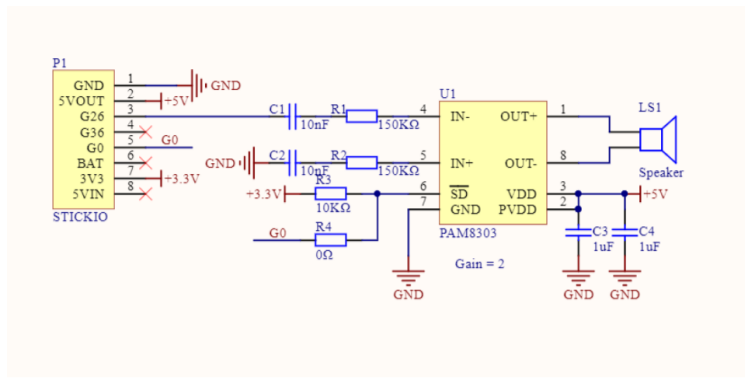 P1
GND 1 GND
5VOUT 2 +5V
G26 3
G36 4
G0 5 G0
BAT 6
3V3 7 +3.3V
5VIN 8
STICKIO
C1 10nF R1 150KΩ
GND C2 10nF R2 150KΩ
+3.3V R3 10KΩ
G0 R4 0Ω
U1
4 IN- OUT+ 1
5 IN+ OUT- 8
6 SD VDD 3 +5V
7 GND PVDD 2
PAM8303
Gain = 2
LS1
Speaker
C3 1uF
C4 1uF
GND
GND
GND